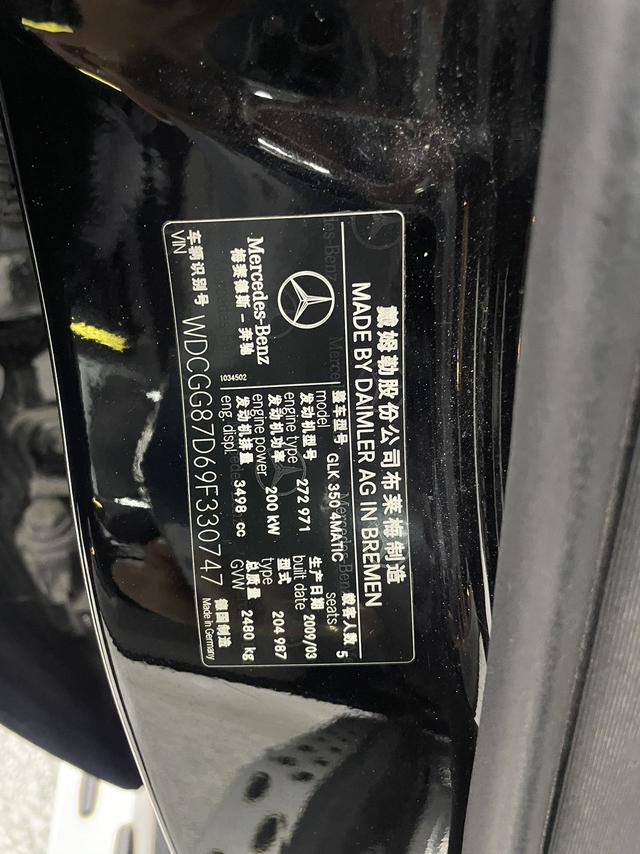 戴姆勒股份公司布莱梅制造
MADE BY DAIMLER AG IN BREMEN
Mercedes-Benz
梅赛德斯－奔驰
1034502
整车型号
model GLK 350 4MATIC
载客人数 5
seats
发动机型号 272 971
engine type
生产日期 2009/03
built date
发动机功率 200 kW
engine power
型式 204 987
type
发动机排量 3498 cc
eng. displ.
总质量 2480 kg
GVW
车辆识别号 WDCGG87D69F330747
VIN
德国制造
Made in Germany